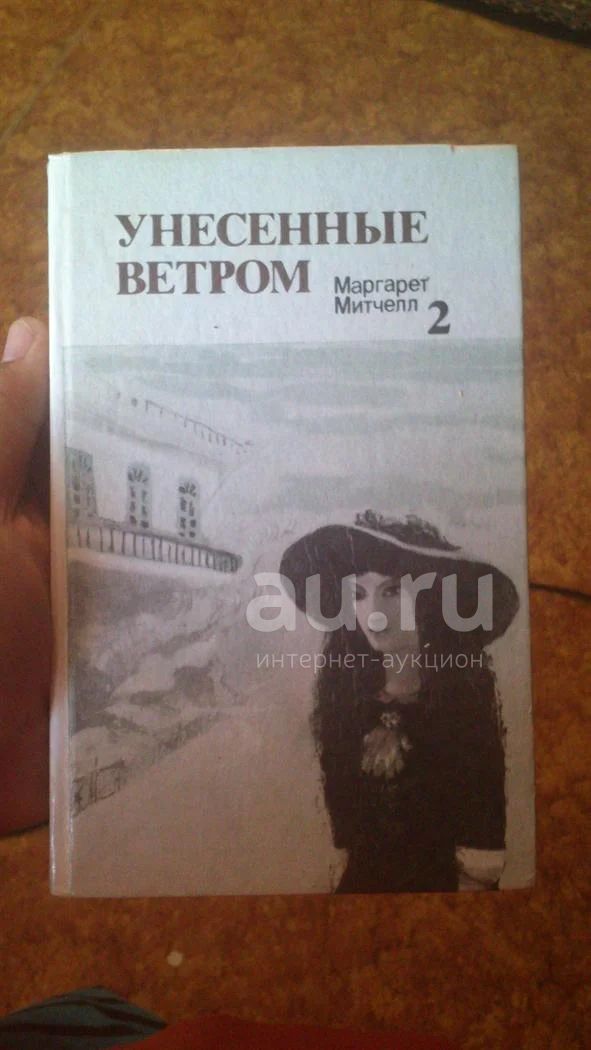 УНЕСЕННЫЕ
ВЕТРОМ
Маргарет
Митчелл 2
au.ru
интернет-аукцион